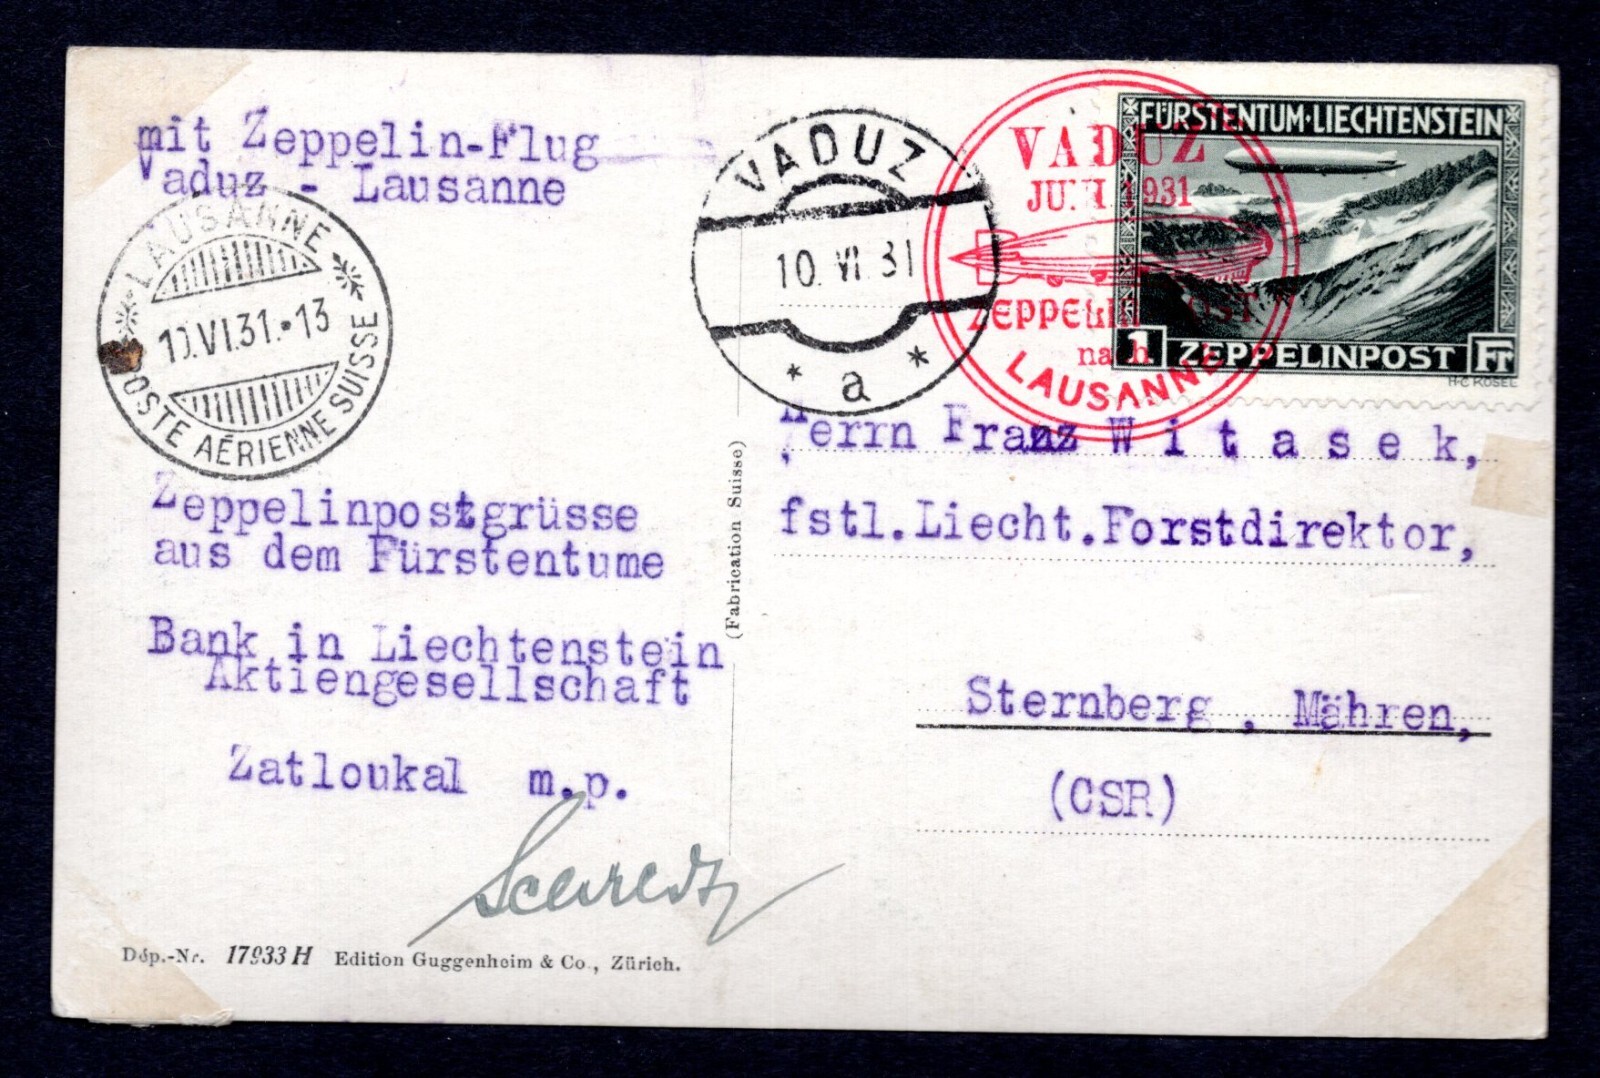 mit Zeppelin-Flug
Vaduz - Lausanne
LAUSANNE
10.VI.31.-13
POSTE AÉRIENNE SUISSE
VADUZ
10. VI. 31
* a *
VADUZ
JUNI 1931
ZEPPELINPOST
nach
LAUSANNE
FÜRSTENTUM·LIECHTENSTEIN
1 ZEPPELINPOST Fr
H·C KOSEL
Zeppelinpostgrüsse
aus dem Fürstentume
Bank in Liechtenstein
Aktiengesellschaft
Zatloukal m.p.
Dép.-Nr. 17933 H Edition Guggenheim & Co., Zürich.
(Fabrication Suisse)
Herrn Franz Witasek,
fstl.Liecht.Forstdirektor,
Sternberg, Mähren,
(CSR)